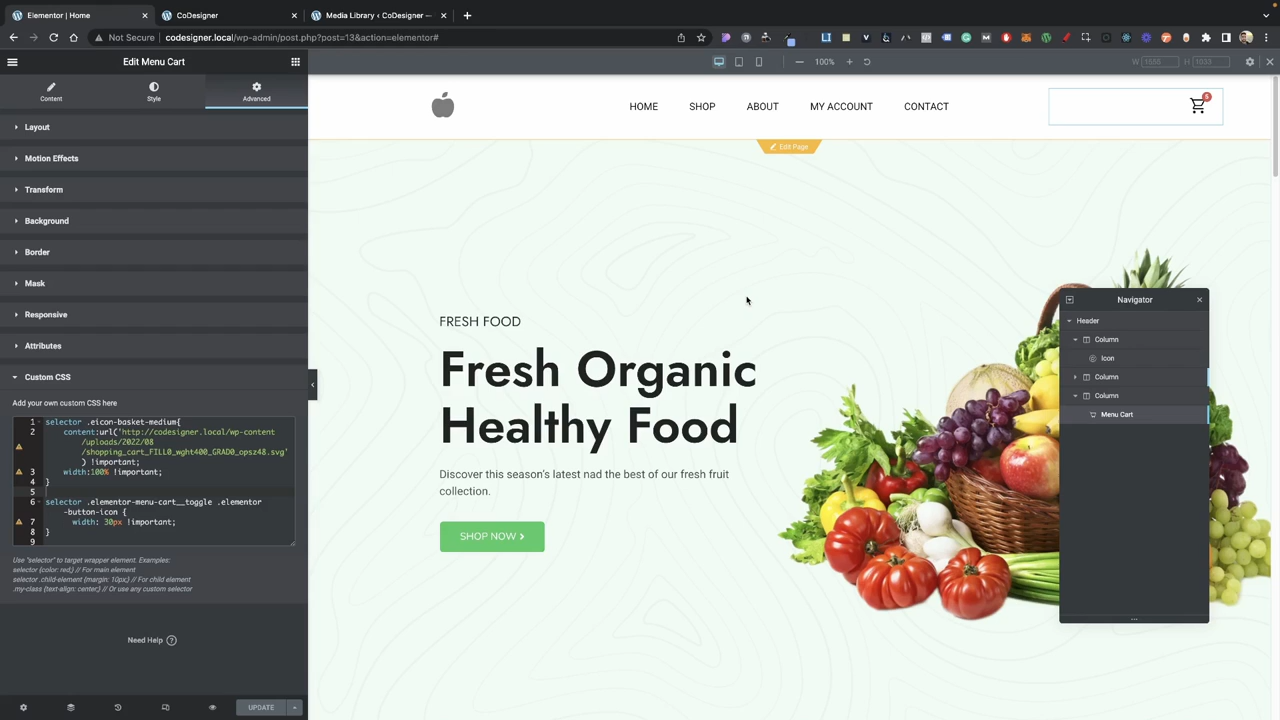 Elementor | Home
CoDesigner
Media Library ‹ CoDesigner —
Not Secure | codesigner.local/wp-admin/post.php?post=13&action=elementor#
Edit Menu Cart
Content
Style
Advanced
100%
W 1555
H 1033
Layout
Motion Effects
Transform
Background
Border
Mask
Responsive
Attributes
Custom CSS
Add your own custom CSS here
1 selector .eicon-basket-medium{
2 content:url('http://codesigner.local/wp-content
/uploads/2022/08
/shopping_cart_FILL0_wght400_GRAD0_opsz48.svg'
) !important;
3 width:100% !important;
4 }
5
6 selector .elementor-menu-cart__toggle .elementor
-button-icon {
7 width: 30px !important;
8 }
9
Use "selector" to target wrapper element. Examples:
selector {color: red;} // For main element
selector .child-element {margin: 10px;} // For child element
.my-class {text-align: center;} // Or use any custom selector
Need Help ?
UPDATE
HOME
SHOP
ABOUT
MY ACCOUNT
CONTACT
5
Edit Page
FRESH FOOD
Fresh Organic
Healthy Food
Discover this season's latest nad the best of our fresh fruit
collection.
SHOP NOW
Navigator
Header
Column
Icon
Column
Column
Menu Cart